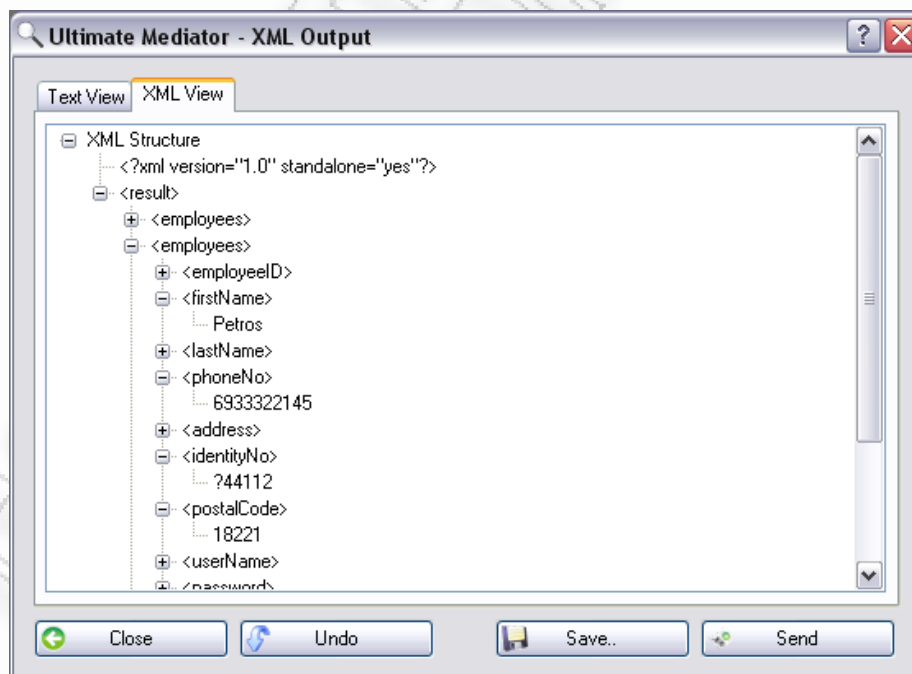 Ultimate Mediator - XML Output
Text View XML View
XML Structure
<?xml version="1.0" standalone="yes"?>
<result>
<employees>
<employees>
<employeeID>
<firstName>
Petros
<lastName>
<phoneNo>
6933322145
<address>
<identityNo>
?44112
<postalCode>
18221
<userName>
<password>
Close Undo Save.. Send